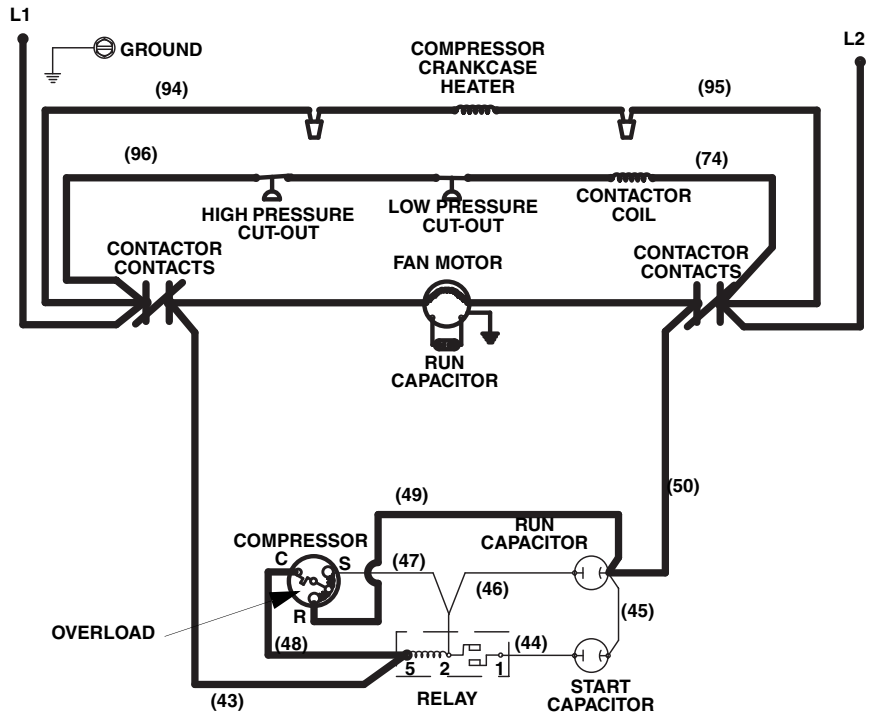 L1
GROUND
COMPRESSOR
CRANKCASE
HEATER
L2
(94)
(95)
(96)
(74)
HIGH PRESSURE
CUT-OUT
LOW PRESSURE
CUT-OUT
CONTACTOR
COIL
CONTACTOR
CONTACTS
FAN MOTOR
CONTACTOR
CONTACTS
RUN
CAPACITOR
(49)
(50)
COMPRESSOR
RUN
CAPACITOR
C
S
(47)
(46)
R
(45)
OVERLOAD
(48)
(44)
5
2
1
(43)
RELAY
START
CAPACITOR